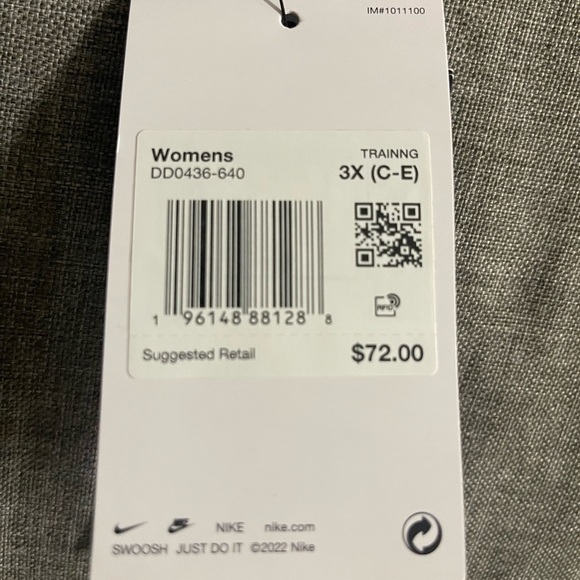 IM#1011100
Womens TRAINNG
DD0436-640 3X (C-E)
RFID
1 96148 88128 8
Suggested Retail $72.00
NIKE nike.com
SWOOSH JUST DO IT ©2022 Nike